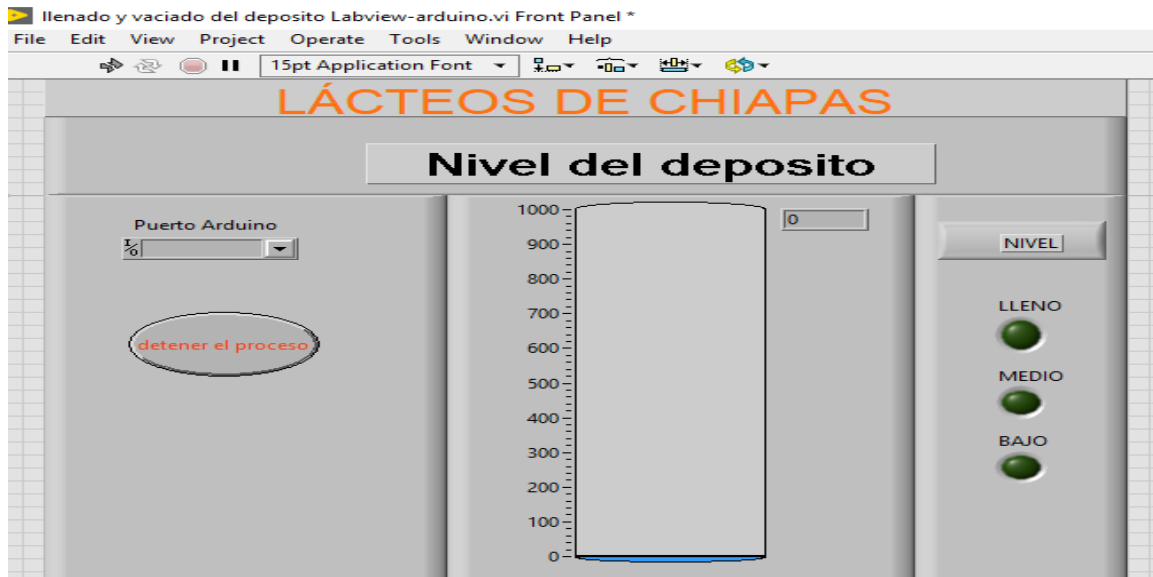 llenado y vaciado del deposito Labview-arduino.vi Front Panel *
File Edit View Project Operate Tools Window Help
15pt Application Font
LÁCTEOS DE CHIAPAS
Nivel del deposito
Puerto Arduino
detener el proceso
1000
900
800
700
600
500
400
300
200
100
0
0
NIVEL
LLENO
MEDIO
BAJO